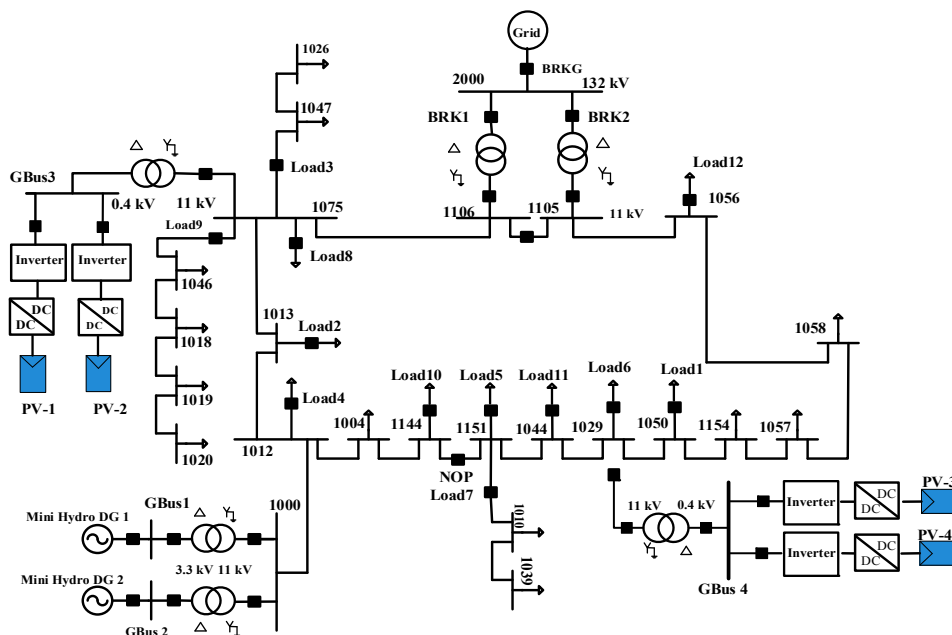 Grid
BRKG
2000
132 kV
BRK1
BRK2
1026
1047
Load3
GBus3
0.4 kV
11 kV
Load9
1075
Load8
1106
1105
11 kV
Load12
1056
Inverter
Inverter
DC
DC
DC
DC
PV-1
PV-2
1046
1018
1019
1020
1013
Load2
1058
Load4
1012
1004
Load10
1144
NOP
Load5
1151
Load7
Load11
1044
Load6
1029
Load1
1050
1154
1057
1010
1039
1000
GBus1
Mini Hydro DG 1
3.3 kV 11 kV
Mini Hydro DG 2
GBus 2
11 kV
0.4 kV
GBus 4
Inverter
DC
DC
PV-3
Inverter
DC
DC
PV-4